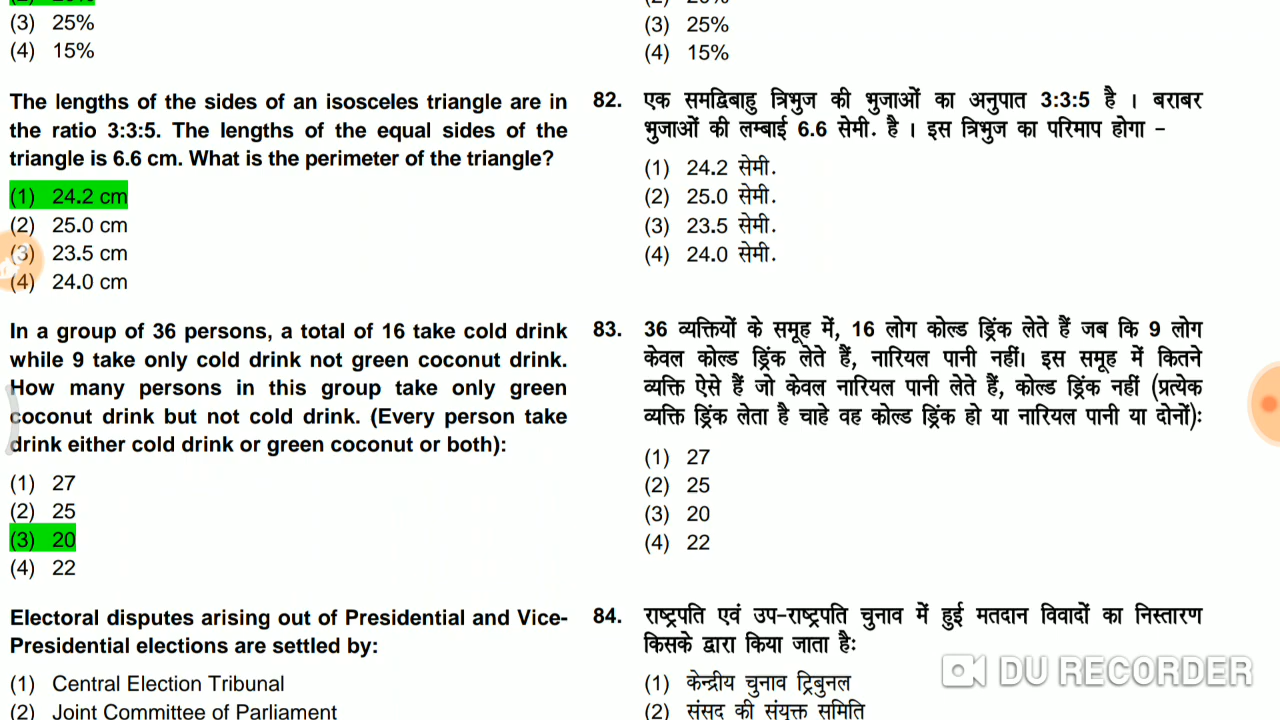 (3) 25%
(4) 15%
The lengths of the sides of an isosceles triangle are in
the ratio 3:3:5. The lengths of the equal sides of the
triangle is 6.6 cm. What is the perimeter of the triangle?
(1) 24.2 cm
(2) 25.0 cm
(3) 23.5 cm
(4) 24.0 cm
In a group of 36 persons, a total of 16 take cold drink
while 9 take only cold drink not green coconut drink.
How many persons in this group take only green
coconut drink but not cold drink. (Every person take
drink either cold drink or green coconut or both):
(1) 27
(2) 25
(3) 20
(4) 22
Electoral disputes arising out of Presidential and Vice-
Presidential elections are settled by:
(1) Central Election Tribunal
(2) Joint Committee of Parliament
(3) 25%
(4) 15%
82. एक समद्विबाहु त्रिभुज की भुजाओं का अनुपात 3:3:5 है । बराबर
भुजाओं की लम्बाई 6.6 सेमी. है । इस त्रिभुज का परिमाप होगा –
(1) 24.2 सेमी.
(2) 25.0 सेमी.
(3) 23.5 सेमी.
(4) 24.0 सेमी.
83. 36 व्यक्तियों के समूह में, 16 लोग कोल्ड ड्रिंक लेते हैं जब कि 9 लोग
केवल कोल्ड ड्रिंक लेते हैं, नारियल पानी नहीं। इस समूह में कितने
व्यक्ति ऐसे हैं जो केवल नारियल पानी लेते हैं, कोल्ड ड्रिंक नहीं (प्रत्येक
व्यक्ति ड्रिंक लेता है चाहे वह कोल्ड ड्रिंक हो या नारियल पानी या दोनों):
(1) 27
(2) 25
(3) 20
(4) 22
84. राष्ट्रपति एवं उप-राष्ट्रपति चुनाव में हुई मतदान विवादों का निस्तारण
किसके द्वारा किया जाता है:
(1) केन्द्रीय चुनाव ट्रिबुनल
(2) संसद की संयुक्त समिति
DU RECORDER